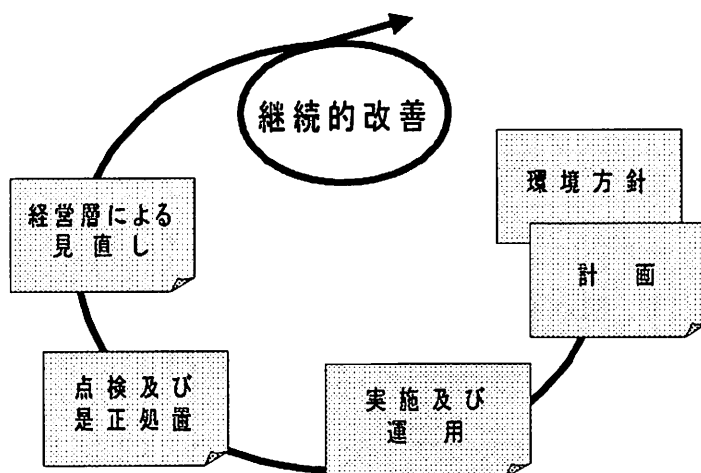 継続的改善
環境方針
計画
実施及び
運用
点検及び
是正処置
経営層による
見直し